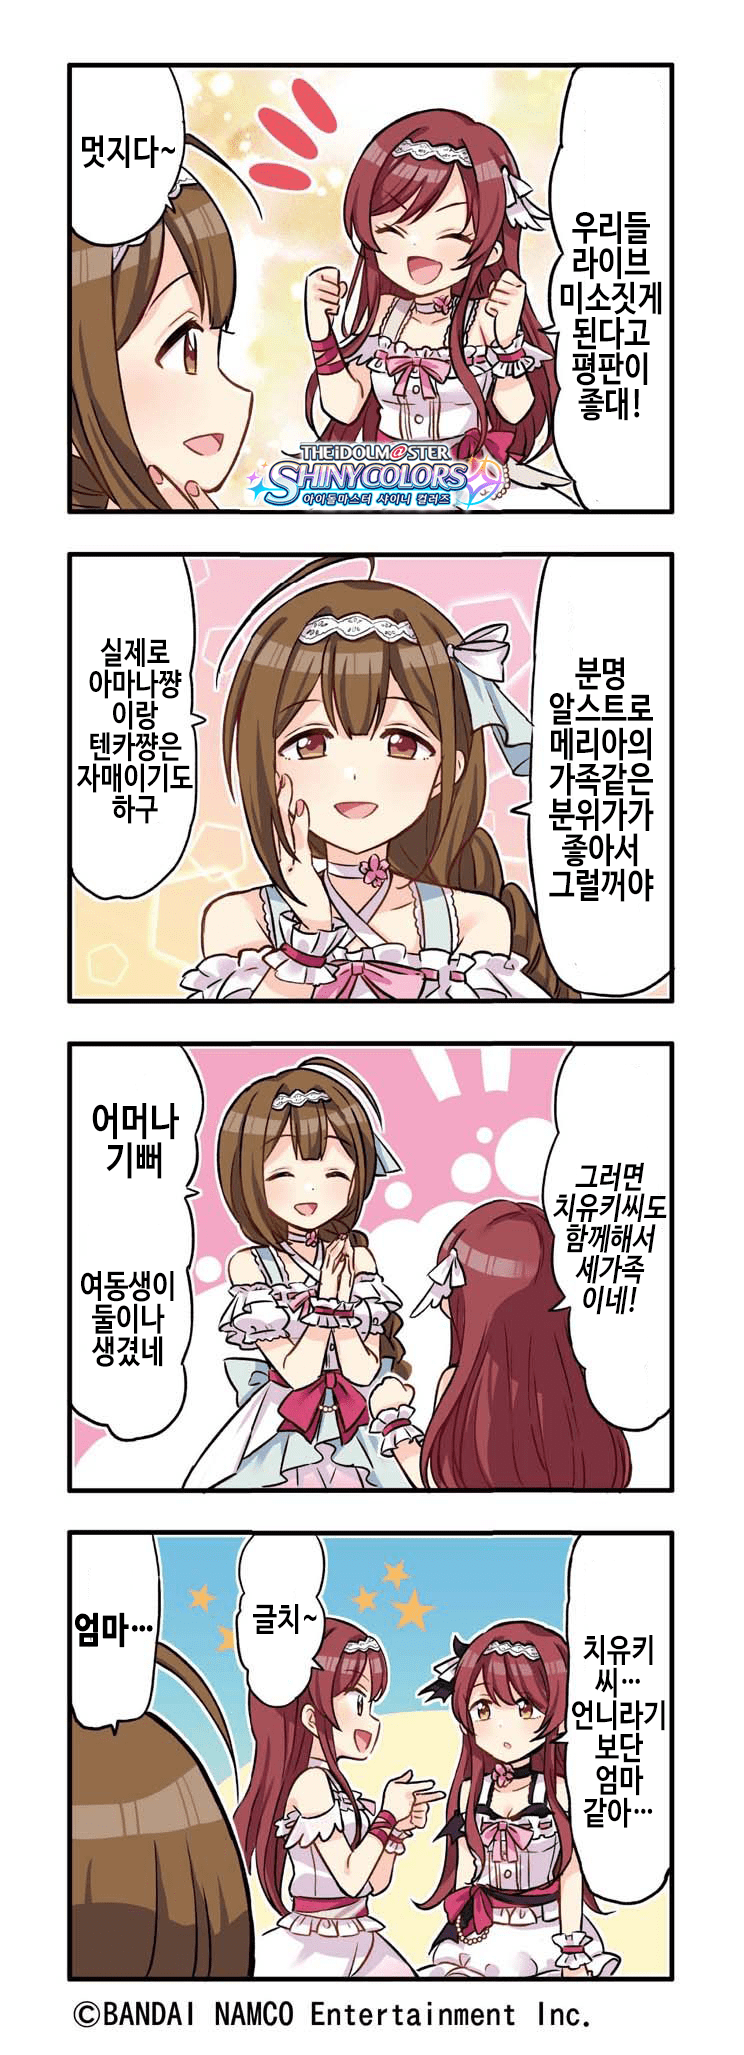 우리들
라이브
미소짓게
된다고
평판이
좋대!
멋지다~
THE iDOLM@STER
SHINY COLORS
아이돌마스터 샤이니 컬러즈
분명
알스트로
메리아의
가족같은
분위가가
좋아서
그럴꺼야
실제로
아마나쨩
이랑
텐카쨩은
자매이기도
하구
그러면
치유키씨도
함께해서
세가족
이네!
어머나
기뻐
여동생이
둘이나
생겼네
치유키
씨…
언니라기
보단
엄마
같아…
글치~
엄마…
©BANDAI NAMCO Entertainment Inc.